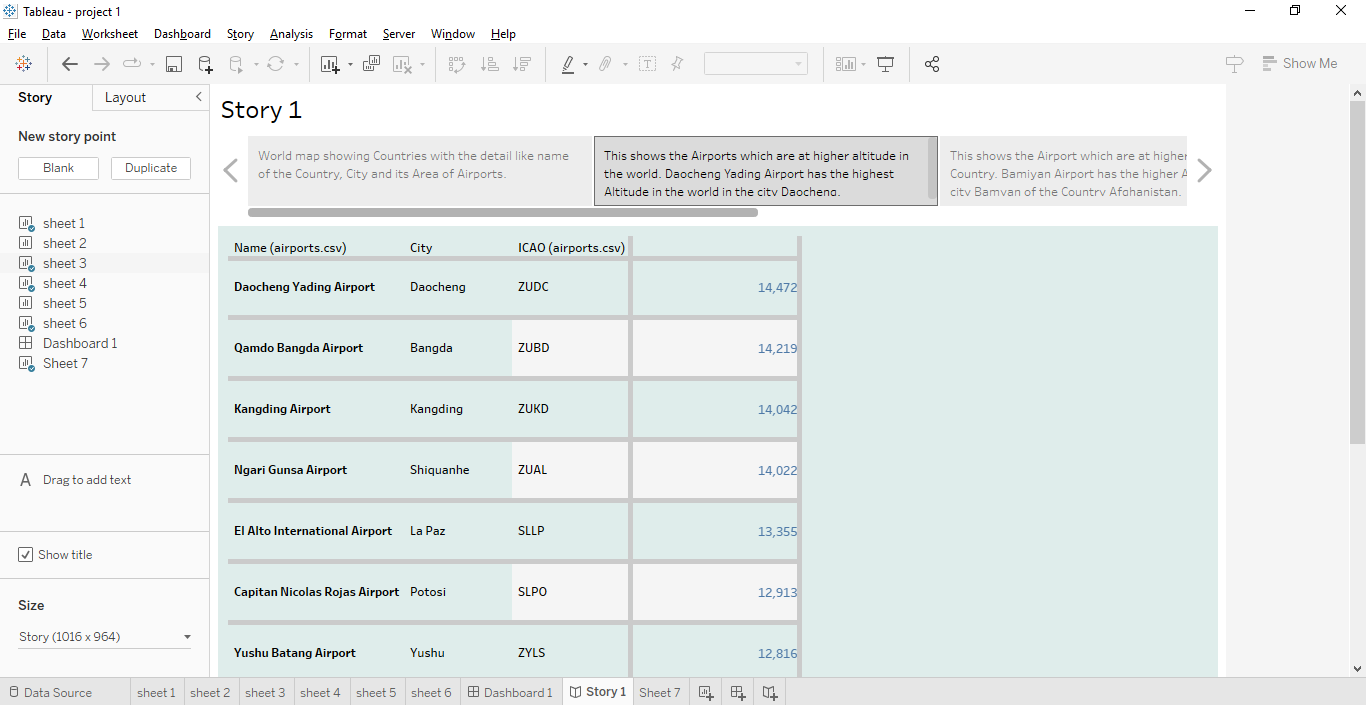 Tableau - project 1
File Data Worksheet Dashboard Story Analysis Format Server Window Help
Show Me
Story Layout
New story point
Blank Duplicate
sheet 1
sheet 2
sheet 3
sheet 4
sheet 5
sheet 6
Dashboard 1
Sheet 7
A Drag to add text
Show title
Size
Story (1016 x 964)
Story 1
World map showing Countries with the detail like name
of the Country, City and its Area of Airports.
This shows the Airports which are at higher altitude in
the world. Daocheng Yading Airport has the highest
Altitude in the world in the city Daocheng.
This shows the Airport which are at higher
Country. Bamiyan Airport has the higher A
city Bamyan of the Country Afghanistan.
Name (airports.csv) City ICAO (airports.csv)
Daocheng Yading Airport Daocheng ZUDC 14,472
Qamdo Bangda Airport Bangda ZUBD 14,219
Kangding Airport Kangding ZUKD 14,042
Ngari Gunsa Airport Shiquanhe ZUAL 14,022
El Alto International Airport La Paz SLLP 13,355
Capitan Nicolas Rojas Airport Potosi SLPO 12,913
Yushu Batang Airport Yushu ZYLS 12,816
Data Source sheet 1 sheet 2 sheet 3 sheet 4 sheet 5 sheet 6 Dashboard 1 Story 1 Sheet 7